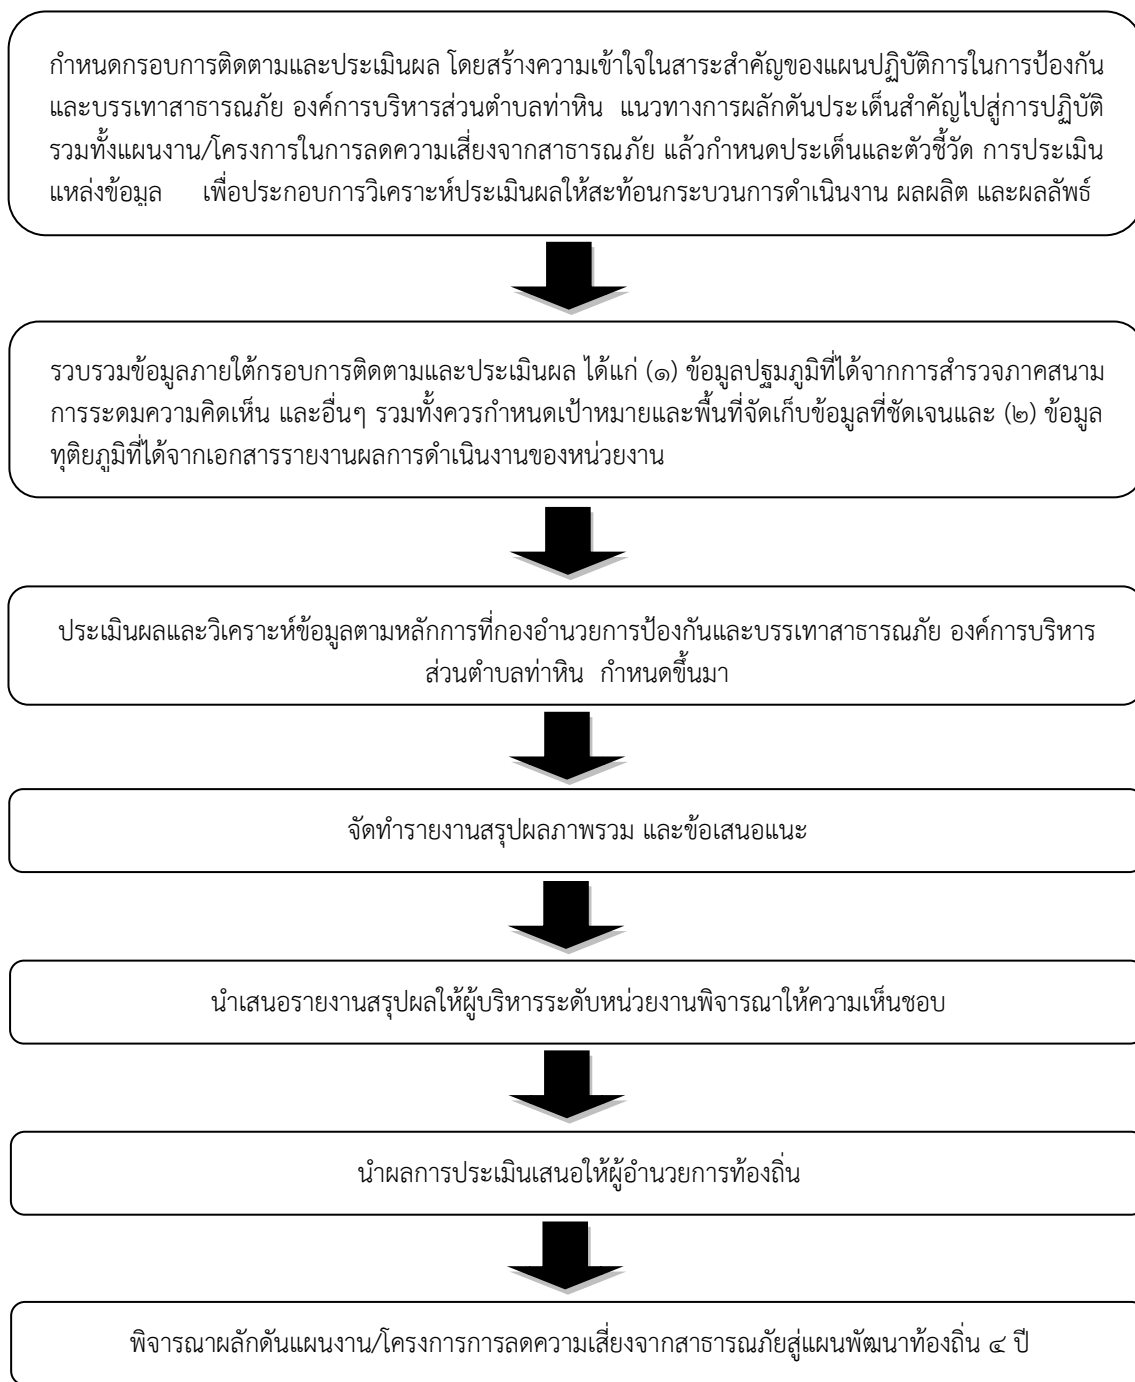 กำหนดกรอบการติดตามและประเมินผล โดยสร้างความเข้าใจในสาระสำคัญของแผนปฏิบัติการในการป้องกัน
และบรรเทาสาธารณภัย องค์การบริหารส่วนตำบลท่าหิน แนวทางการผลักดันประเด็นสำคัญไปสู่การปฏิบัติ
รวมทั้งแผนงาน/โครงการในการลดความเสี่ยงจากสาธารณภัย แล้วกำหนดประเด็นและตัวชี้วัด การประเมิน
แหล่งข้อมูล เพื่อประกอบการวิเคราะห์ประเมินผลให้สะท้อนกระบวนการดำเนินงาน ผลผลิต และผลลัพธ์
รวบรวมข้อมูลภายใต้กรอบการติดตามและประเมินผล ได้แก่ (๑) ข้อมูลปฐมภูมิที่ได้จากการสำรวจภาคสนาม
การระดมความคิดเห็น และอื่นๆ รวมทั้งควรกำหนดเป้าหมายและพื้นที่จัดเก็บข้อมูลที่ชัดเจนและ (๒) ข้อมูล
ทุติยภูมิที่ได้จากเอกสารรายงานผลการดำเนินงานของหน่วยงาน
ประเมินผลและวิเคราะห์ข้อมูลตามหลักการที่กองอำนวยการป้องกันและบรรเทาสาธารณภัย องค์การบริหาร
ส่วนตำบลท่าหิน กำหนดขึ้นมา
จัดทำรายงานสรุปผลภาพรวม และข้อเสนอแนะ
นำเสนอรายงานสรุปผลให้ผู้บริหารระดับหน่วยงานพิจารณาให้ความเห็นชอบ
นำผลการประเมินเสนอให้ผู้อำนวยการท้องถิ่น
พิจารณาผลักดันแผนงาน/โครงการการลดความเสี่ยงจากสาธารณภัยสู่แผนพัฒนาท้องถิ่น ๔ ปี